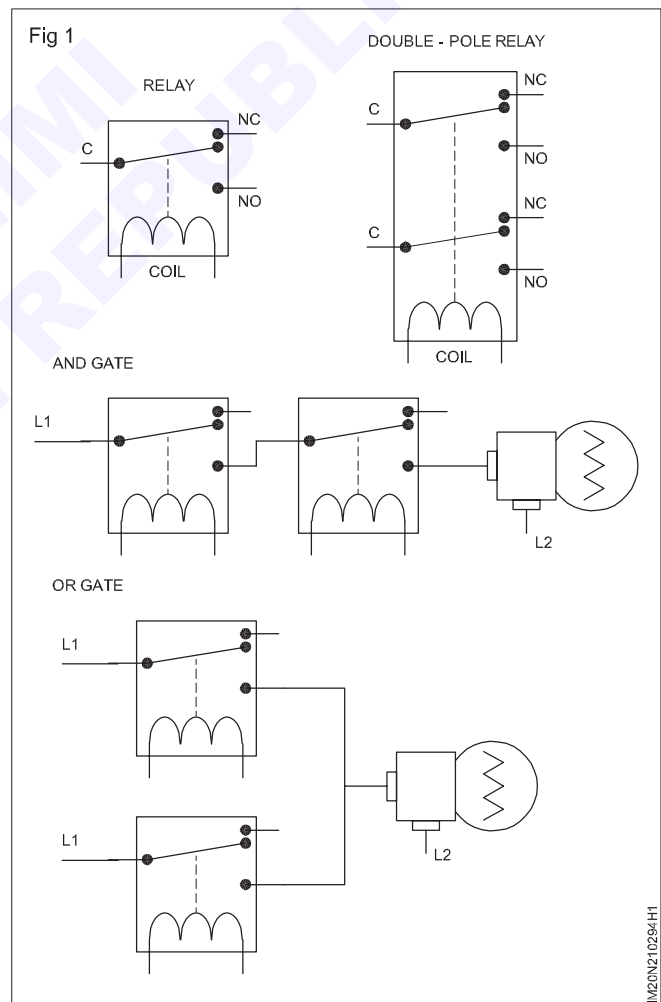 Fig 1
DOUBLE - POLE RELAY
RELAY
NC
C
NO
COIL
NC
C
NO
NC
C
NO
COIL
AND GATE
L1
L2
OR GATE
L1
L1
L2
IM20N210294H1